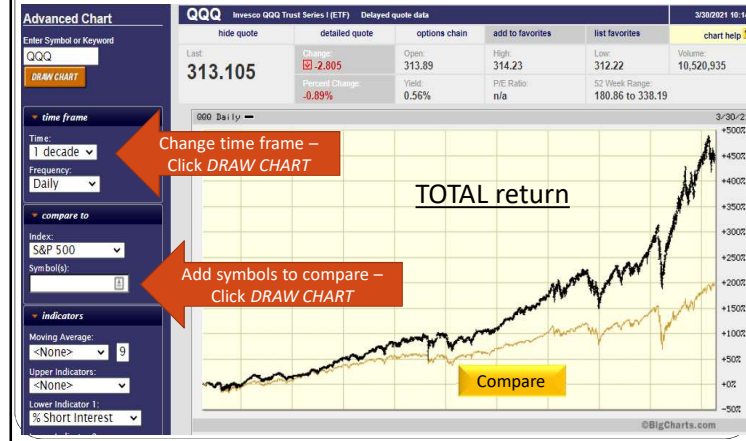 Advanced Chart
Enter Symbol or Keyword
QQQ
DRAW CHART
time frame
Time:
1 decade
Frequency:
Daily
compare to
Index:
S&P 500
Symbol(s):
indicators
Moving Average:
<None> 9
Upper Indicators:
<None>
Lower Indicator 1:
% Short Interest
QQQ Invesco QQQ Trust Series I (ETF) Delayed quote data 3/30/2021 10:14
hide quote detailed quote options chain add to favorites list favorites chart help
Last: Change: Open: High: Low: Volume:
313.105 -2.805 313.89 314.23 312.22 10,520,935
Percent Change: Yield: P/E Ratio: 52 Week Range:
-0.89% 0.56% n/a 180.86 to 338.19
QQQ Daily 3/30/2
Change time frame –
Click DRAW CHART
TOTAL return
Add symbols to compare –
Click DRAW CHART
Compare
+500%
+450%
+400%
+350%
+300%
+250%
+200%
+150%
+100%
+50%
+0%
-50%
©BigCharts.com